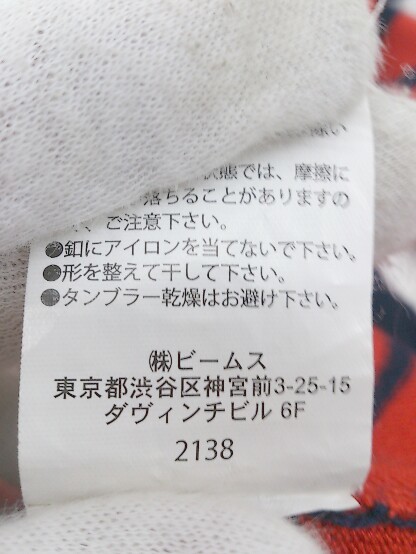 状態では、摩擦に
落ちることがありますの
ご注意下さい。
●釦にアイロンを当てないで下さい。
●形を整えて干して下さい。
●タンブラー乾燥はお避け下さい。
㈱ビームス
東京都渋谷区神宮前3-25-15
ダヴィンチビル 6F
2138